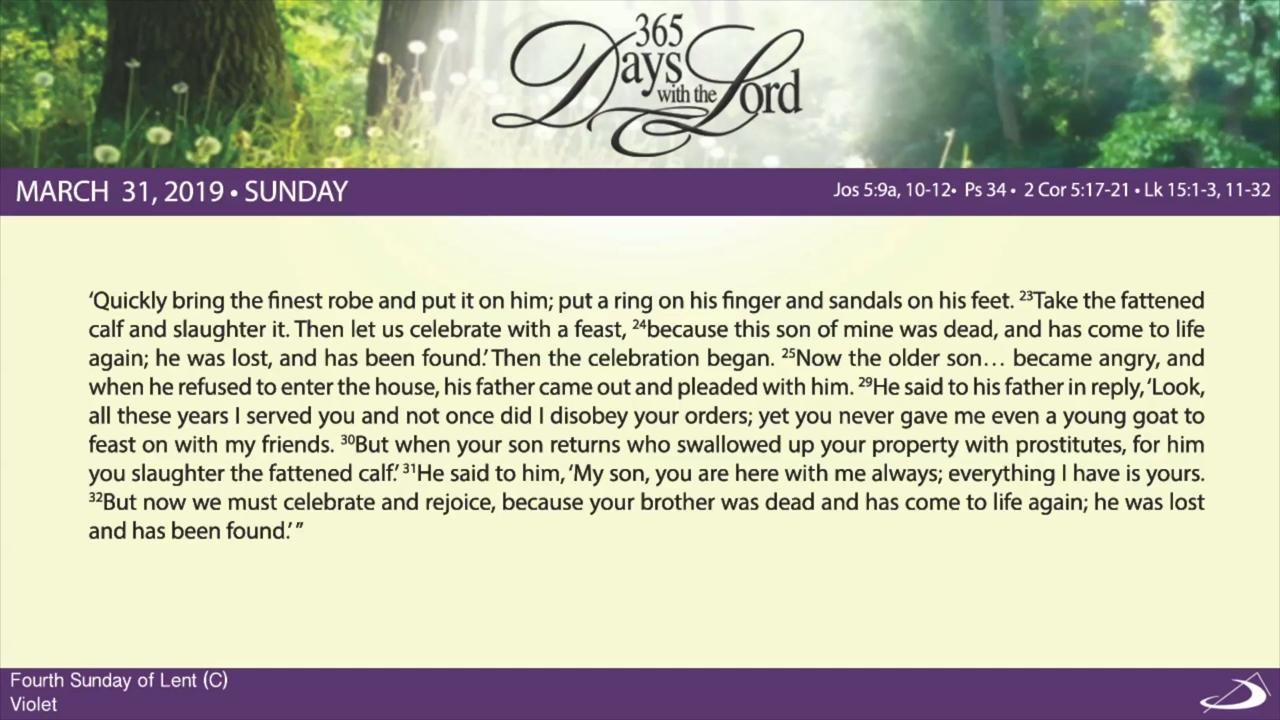 365
Days
with the Lord
MARCH 31, 2019 • SUNDAY
Jos 5:9a, 10-12• Ps 34 • 2 Cor 5:17-21 • Lk 15:1-3, 11-32
‘Quickly bring the finest robe and put it on him; put a ring on his finger and sandals on his feet. ²³Take the fattened
calf and slaughter it. Then let us celebrate with a feast, ²⁴because this son of mine was dead, and has come to life
again; he was lost, and has been found.’ Then the celebration began. ²⁵Now the older son… became angry, and
when he refused to enter the house, his father came out and pleaded with him. ²⁹He said to his father in reply, ‘Look,
all these years I served you and not once did I disobey your orders; yet you never gave me even a young goat to
feast on with my friends. ³⁰But when your son returns who swallowed up your property with prostitutes, for him
you slaughter the fattened calf.’ ³¹He said to him, ‘My son, you are here with me always; everything I have is yours.
³²But now we must celebrate and rejoice, because your brother was dead and has come to life again; he was lost
and has been found.’ ”
Fourth Sunday of Lent (C)
Violet